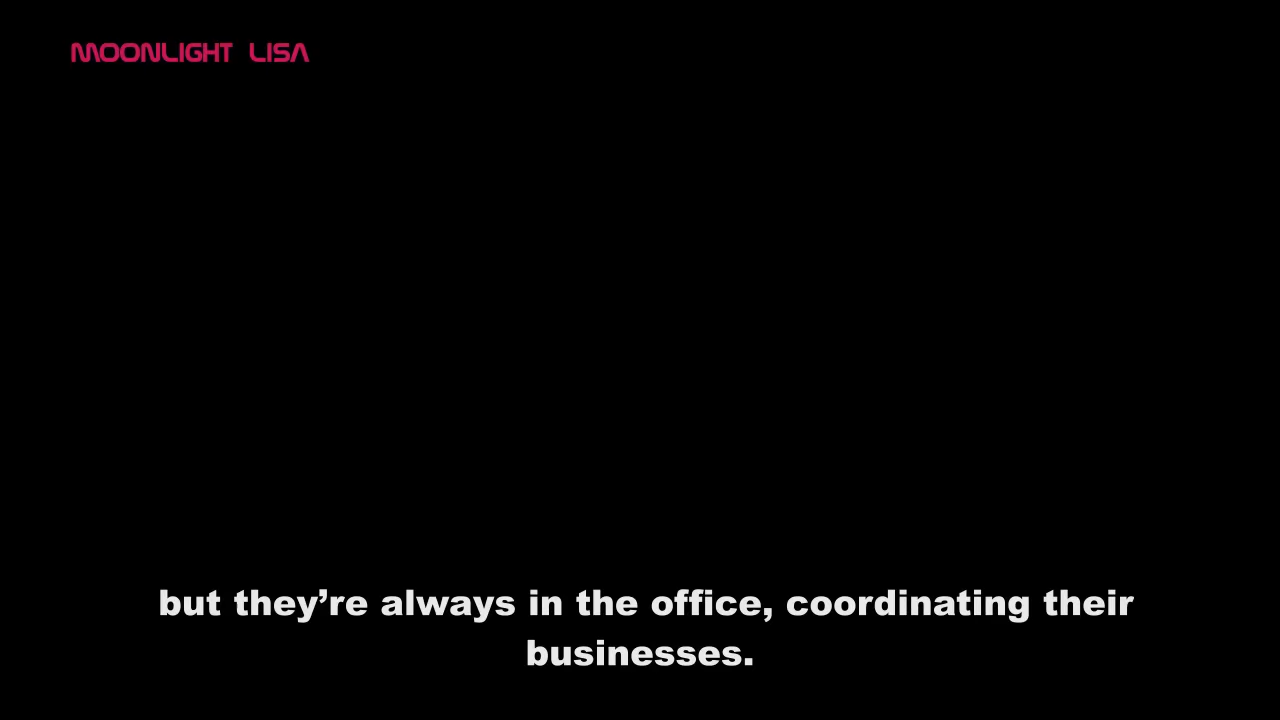 MOONLIGHT LISA
but they’re always in the office, coordinating their
businesses.